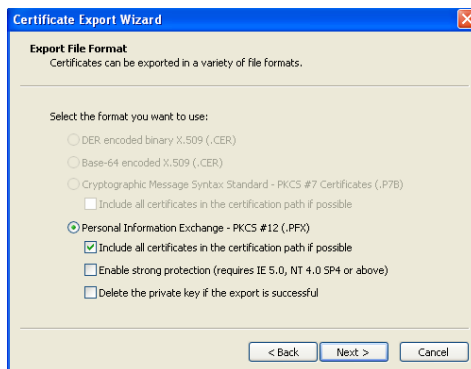 Certificate Export Wizard
Export File Format
Certificates can be exported in a variety of file formats.
Select the format you want to use:
DER encoded binary X.509 (.CER)
Base-64 encoded X.509 (.CER)
Cryptographic Message Syntax Standard - PKCS #7 Certificates (.P7B)
Include all certificates in the certification path if possible
Personal Information Exchange - PKCS #12 (.PFX)
Include all certificates in the certification path if possible
Enable strong protection (requires IE 5.0, NT 4.0 SP4 or above)
Delete the private key if the export is successful
< Back Next > Cancel